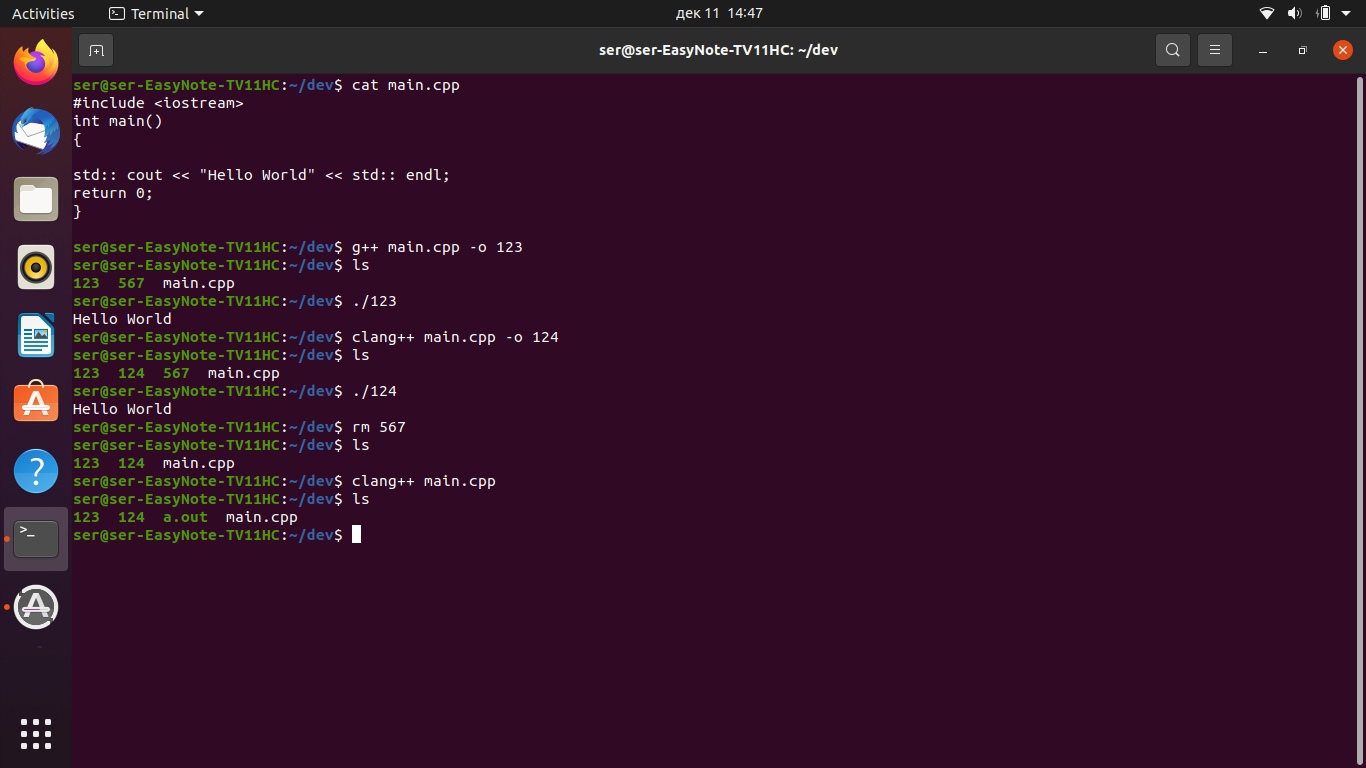 Activities Terminal дек 11 14:47
ser@ser-EasyNote-TV11HC: ~/dev
ser@ser-EasyNote-TV11HC:~/dev$ cat main.cpp
#include <iostream>
int main()
{
std:: cout << "Hello World" << std:: endl;
return 0;
}
ser@ser-EasyNote-TV11HC:~/dev$ g++ main.cpp -o 123
ser@ser-EasyNote-TV11HC:~/dev$ ls
123 567 main.cpp
ser@ser-EasyNote-TV11HC:~/dev$ ./123
Hello World
ser@ser-EasyNote-TV11HC:~/dev$ clang++ main.cpp -o 124
ser@ser-EasyNote-TV11HC:~/dev$ ls
123 124 567 main.cpp
ser@ser-EasyNote-TV11HC:~/dev$ ./124
Hello World
ser@ser-EasyNote-TV11HC:~/dev$ rm 567
ser@ser-EasyNote-TV11HC:~/dev$ ls
123 124 main.cpp
ser@ser-EasyNote-TV11HC:~/dev$ clang++ main.cpp
ser@ser-EasyNote-TV11HC:~/dev$ ls
123 124 a.out main.cpp
ser@ser-EasyNote-TV11HC:~/dev$